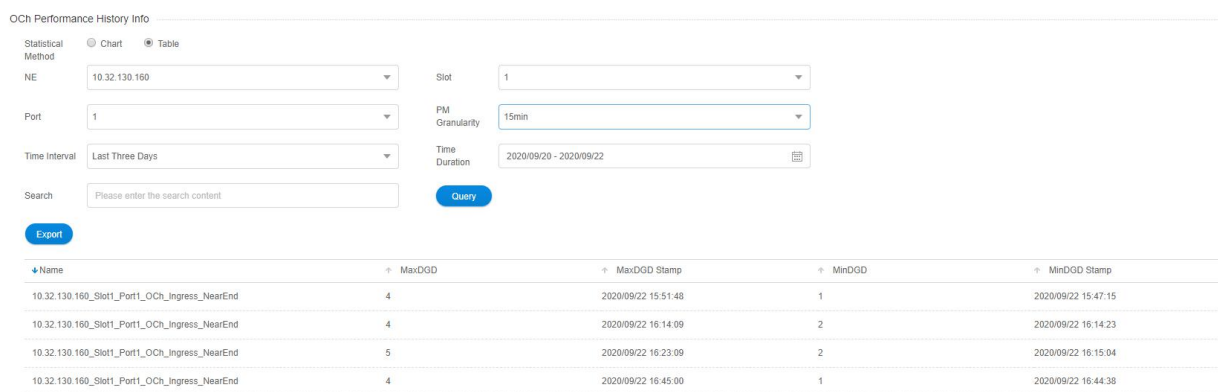 OCh Performance History Info
Statistical Method Chart Table
NE 10.32.130.160 Slot 1
Port 1 PM Granularity 15min
Time Interval Last Three Days Time Duration 2020/09/20 - 2020/09/22
Search Please enter the search content Query
Export
Name MaxDGD MaxDGD Stamp MinDGD MinDGD Stamp
10.32.130.160_Slot1_Port1_OCh_Ingress_NearEnd 4 2020/09/22 15:51:48 1 2020/09/22 15:47:15
10.32.130.160_Slot1_Port1_OCh_Ingress_NearEnd 4 2020/09/22 16:14:09 2 2020/09/22 16:14:23
10.32.130.160_Slot1_Port1_OCh_Ingress_NearEnd 5 2020/09/22 16:23:09 2 2020/09/22 16:15:04
10.32.130.160_Slot1_Port1_OCh_Ingress_NearEnd 4 2020/09/22 16:45:00 1 2020/09/22 16:44:38